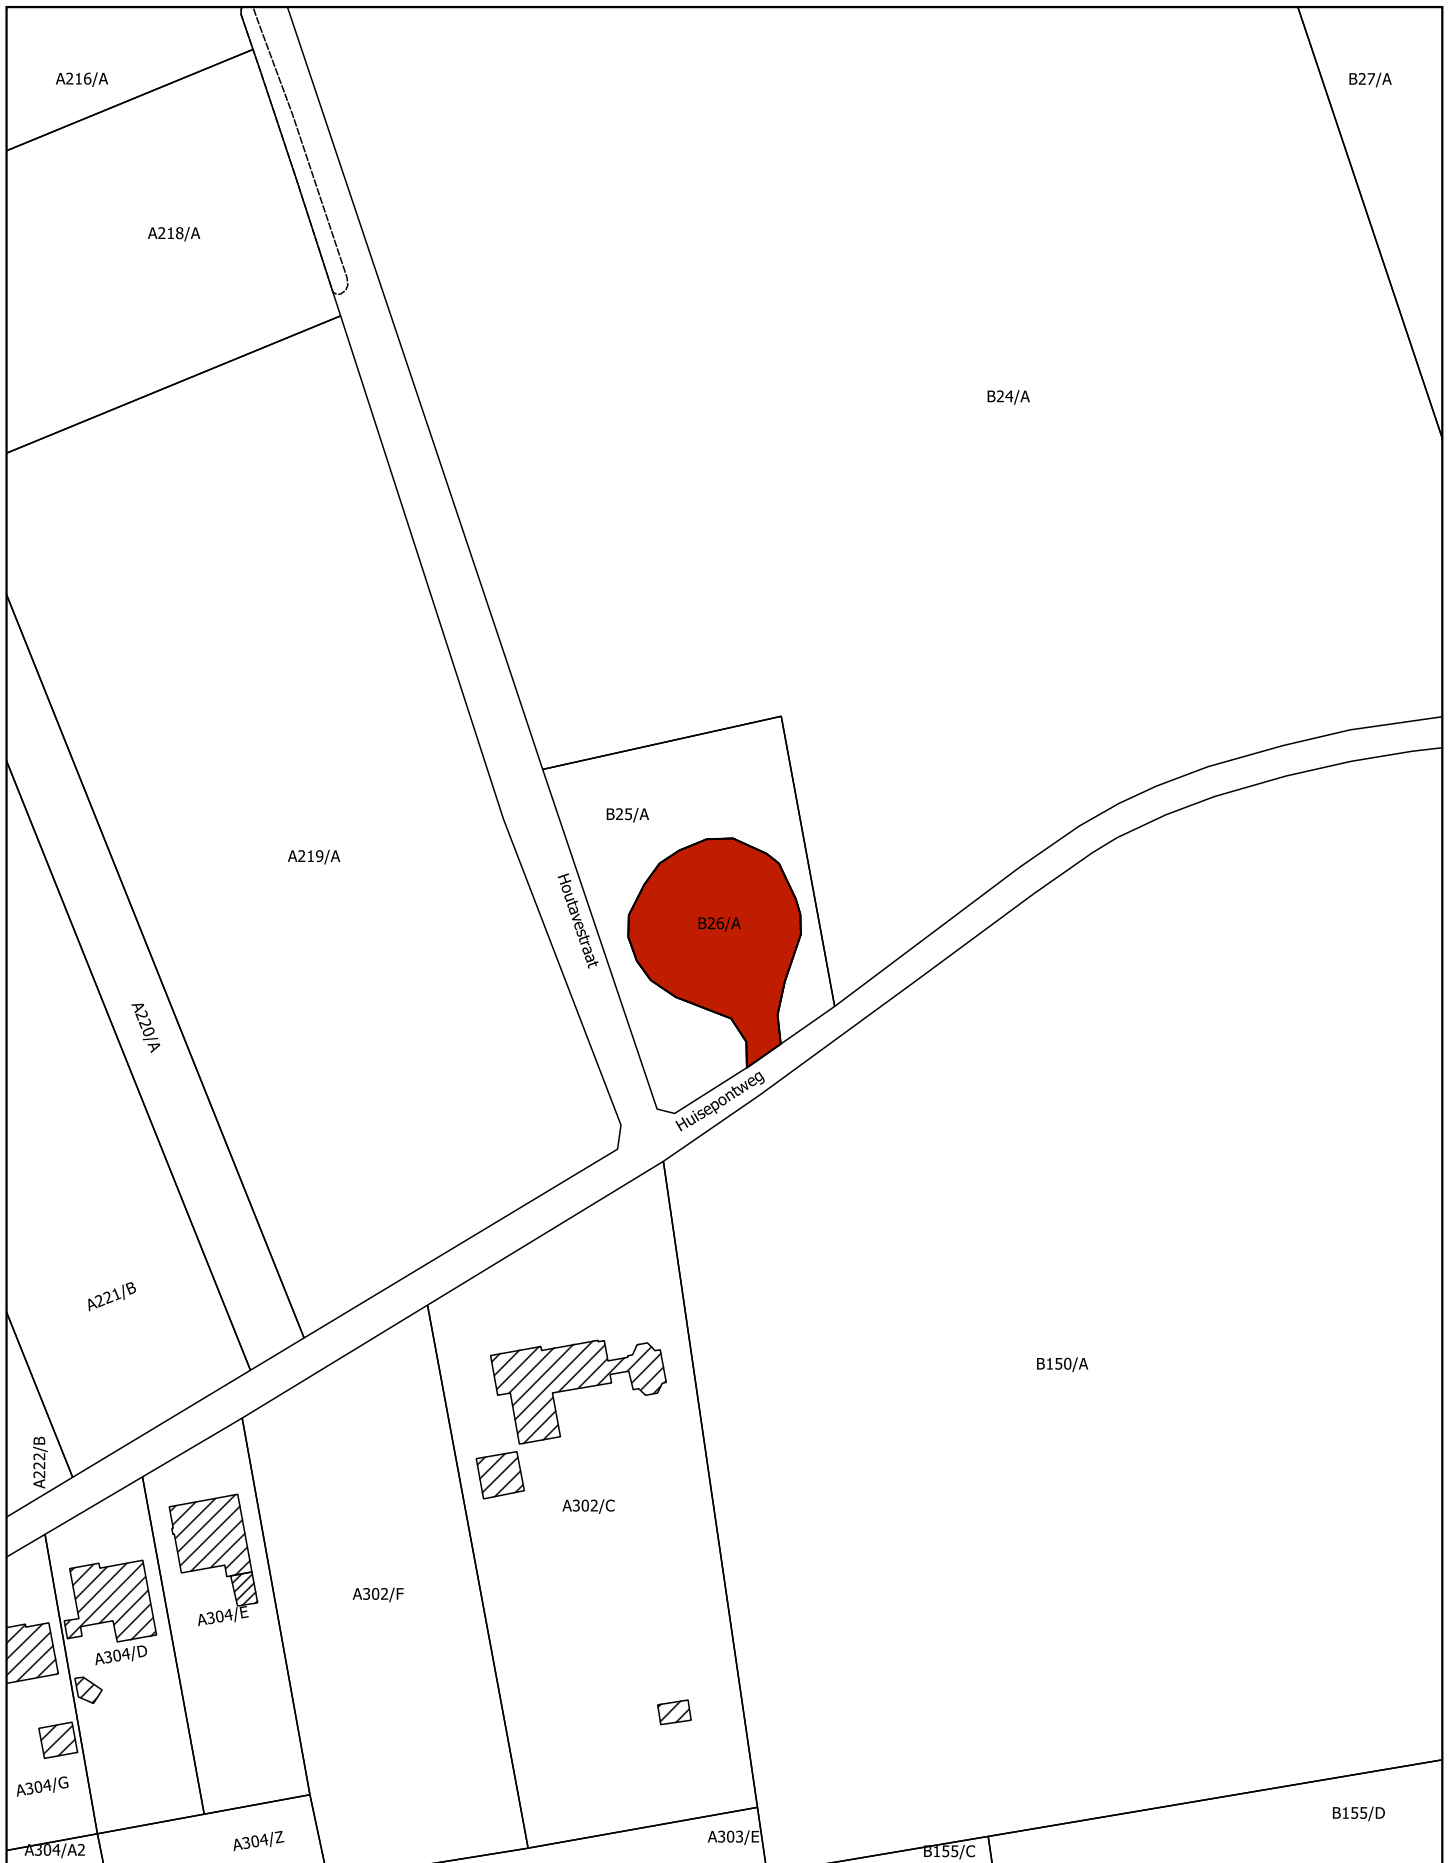 A216/A
B27/A
A218/A
B24/A
B25/A
A219/A
Houtavestraat
B26/A
A220/A
Huisepontweg
A221/B
B150/A
A222/B
A302/C
A302/F
A304/E
A304/D
A304/G
B155/D
A303/E
A304/Z
A304/A2
B155/C